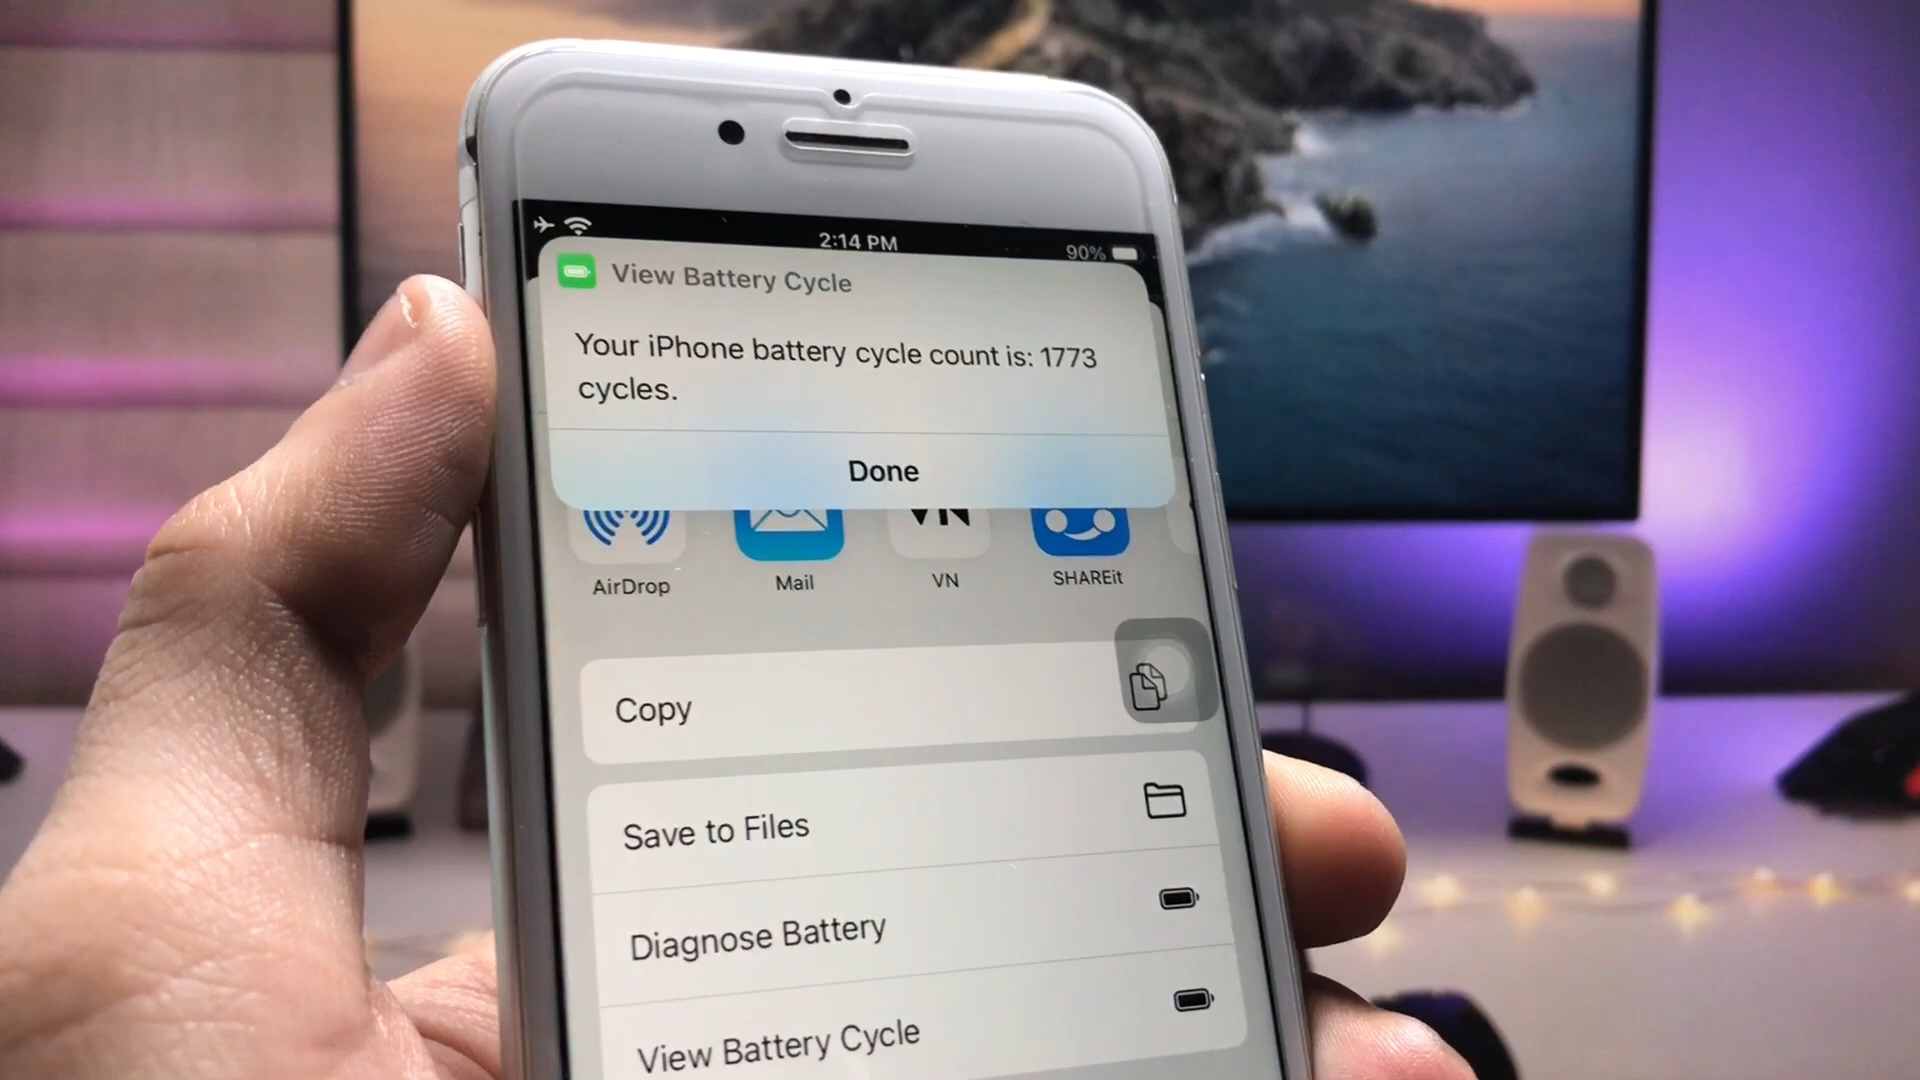 2:14 PM
90%
View Battery Cycle
Your iPhone battery cycle count is: 1773
cycles.
Done
VN
AirDrop
Mail
VN
SHAREit
Copy
Save to Files
Diagnose Battery
View Battery Cycle